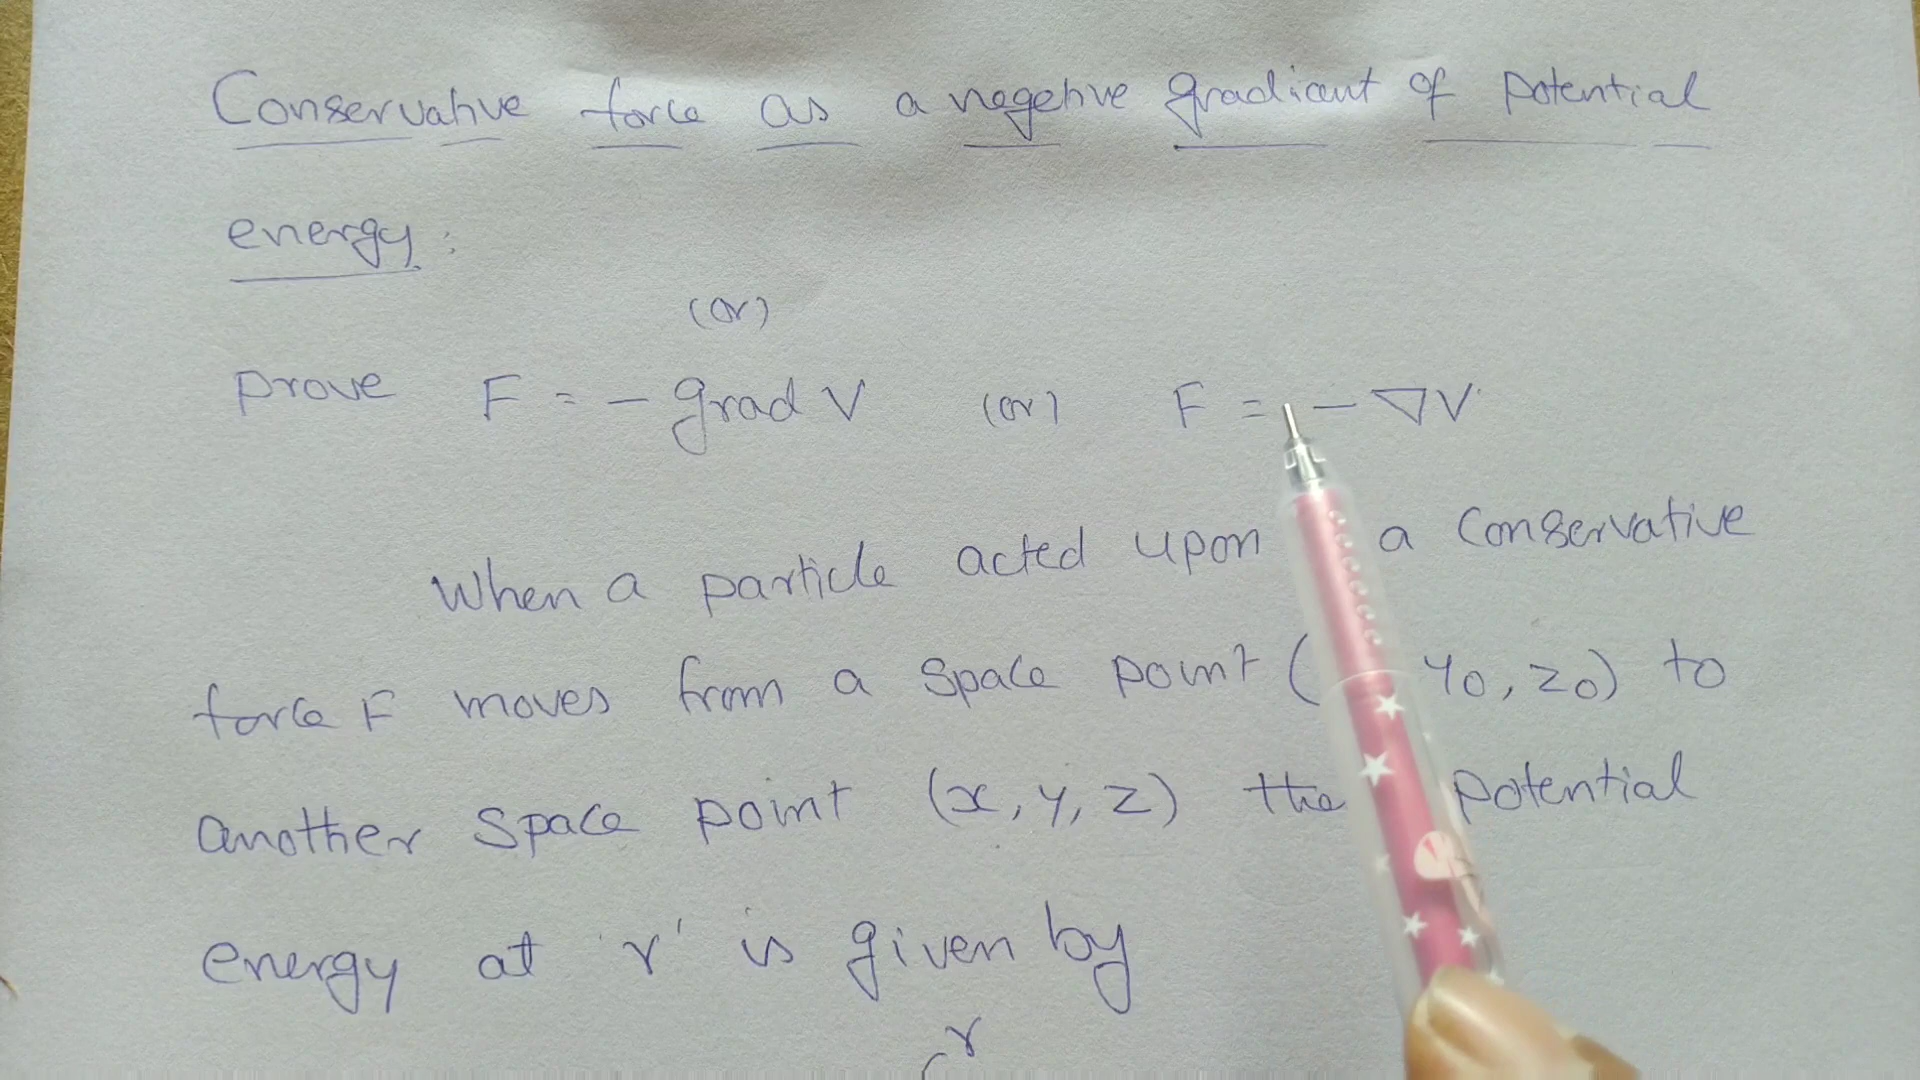 Conservative force as a negetive gradient of potential
energy:
(or)
prove F = - grad V (or) F = - ∇V
When a particle acted upon a conservative
force F moves from a space point ( y0, z0) to
another space point (x, y, z) the potential
energy at 'r' is given by
r